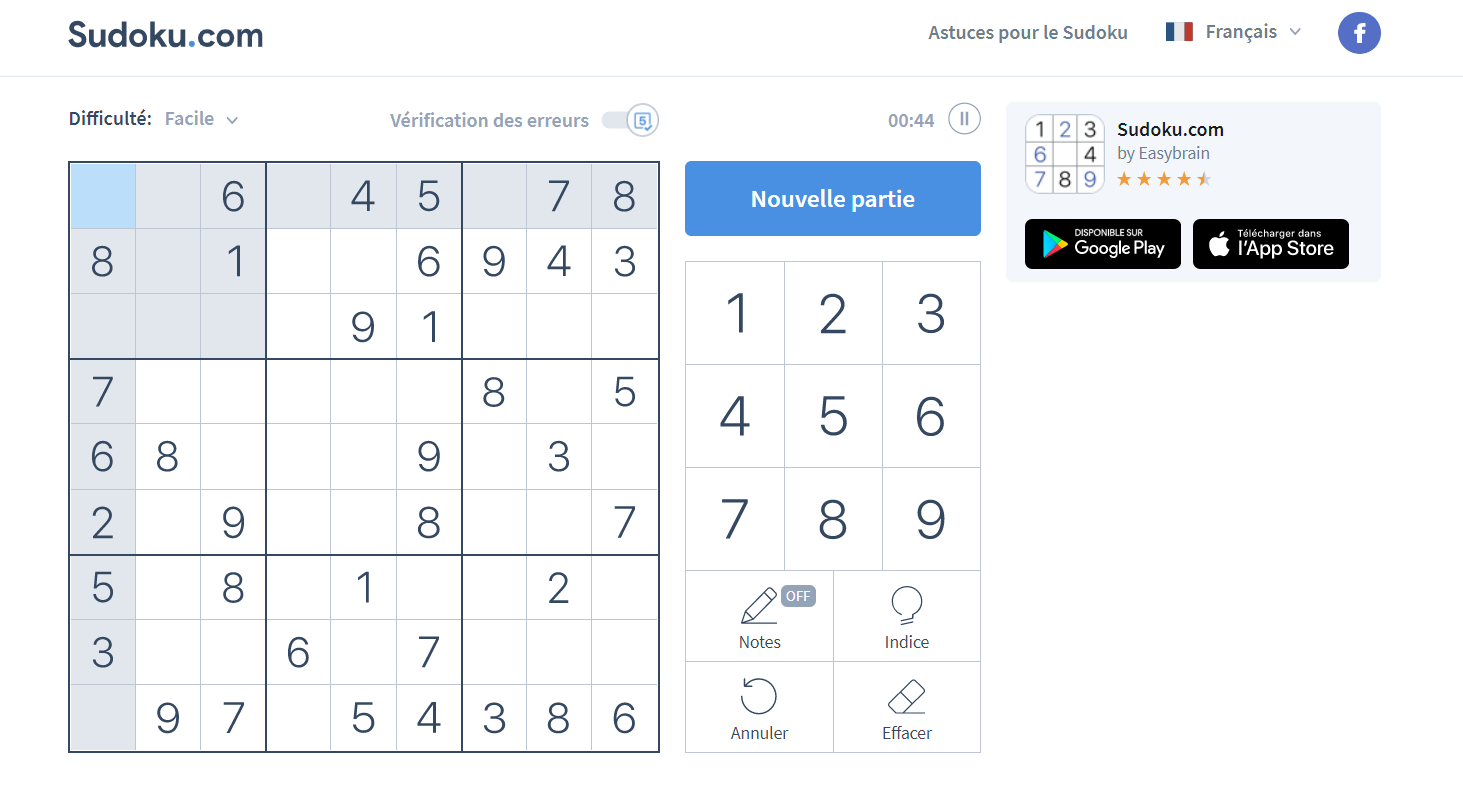 Sudoku.com
Astuces pour le Sudoku
Français
f
Difficulté: Facile
Vérification des erreurs
5
00:44
6 4 5 7 8
8 1 6 9 4 3
9 1
7 8 5
6 8 9 3
2 9 8 7
5 8 1 2
3 6 7
9 7 5 4 3 8 6
Nouvelle partie
1 2 3
4 5 6
7 8 9
OFF
Notes
Indice
Annuler
Effacer
1 2 3
6 4
7 8 9
Sudoku.com
by Easybrain
DISPONIBLE SUR
Google Play
Télécharger dans
l'App Store